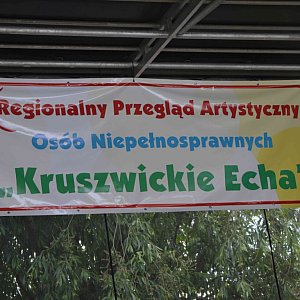 Regionalny Przegląd Artystyczny
Osób Niepełnosprawnych
„Kruszwickie Echa"